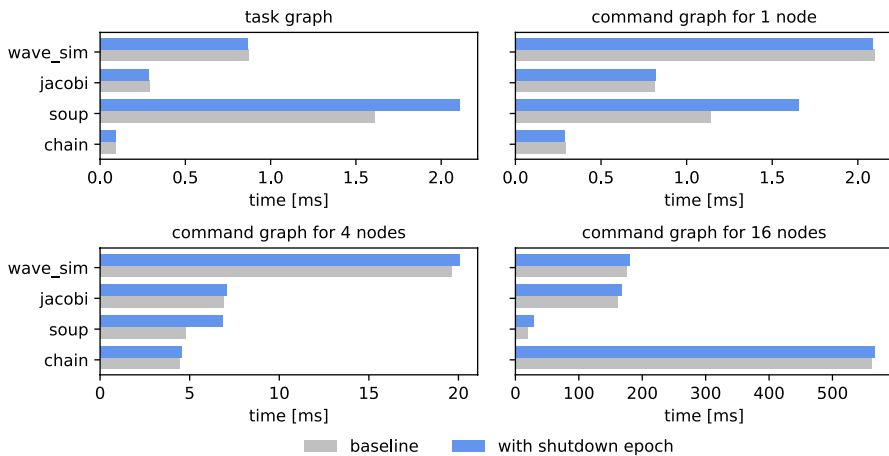 task graph
wave_sim
jacobi
soup
chain
0.0 0.5 1.0 1.5 2.0
time [ms]
command graph for 1 node
0.0 0.5 1.0 1.5 2.0
time [ms]
command graph for 4 nodes
wave_sim
jacobi
soup
chain
0 5 10 15 20
time [ms]
command graph for 16 nodes
0 100 200 300 400 500
time [ms]
baseline with shutdown epoch